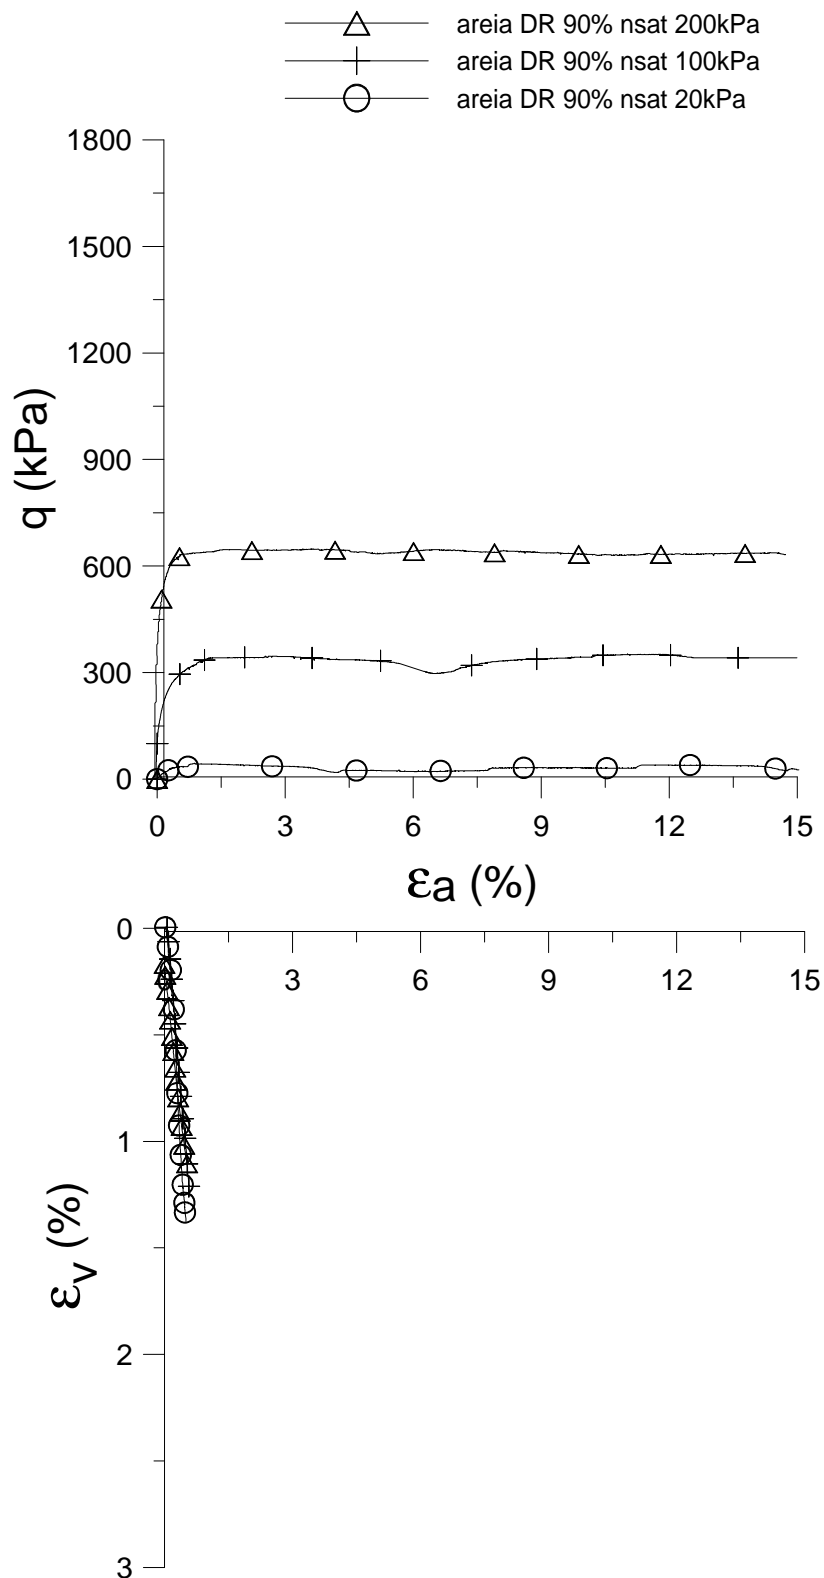 areia DR 90% nsat 200kPa
areia DR 90% nsat 100kPa
areia DR 90% nsat 20kPa
1800
1500
1200
900
600
300
0
q (kPa)
0 3 6 9 12 15
εa (%)
0
3 6 9 12 15
1
2
3
εv (%)